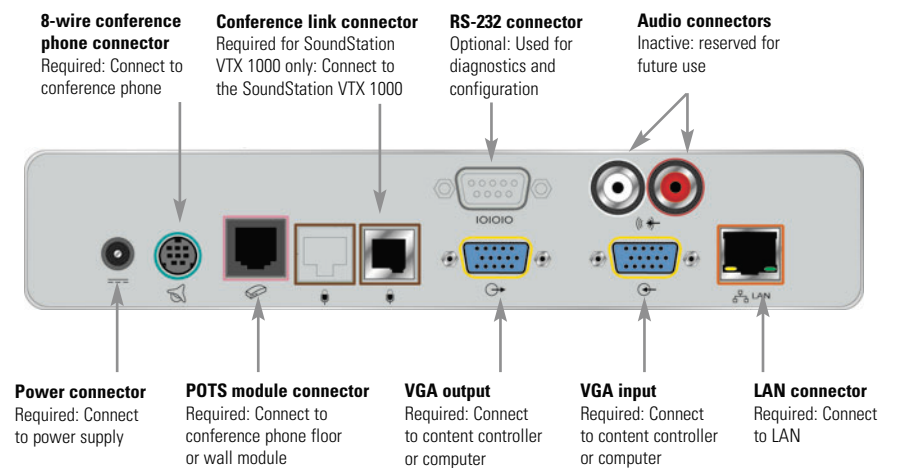 8-wire conference
phone connector
Required: Connect to
conference phone
Conference link connector
Required for SoundStation
VTX 1000 only: Connect to
the SoundStation VTX 1000
RS-232 connector
Optional: Used for
diagnostics and
configuration
Audio connectors
Inactive: reserved for
future use
IOIOIO
LAN
Power connector
Required: Connect
to power supply
POTS module connector
Required: Connect to
conference phone floor
or wall module
VGA output
Required: Connect
to content controller
or computer
VGA input
Required: Connect
to content controller
or computer
LAN connector
Required: Connect
to LAN